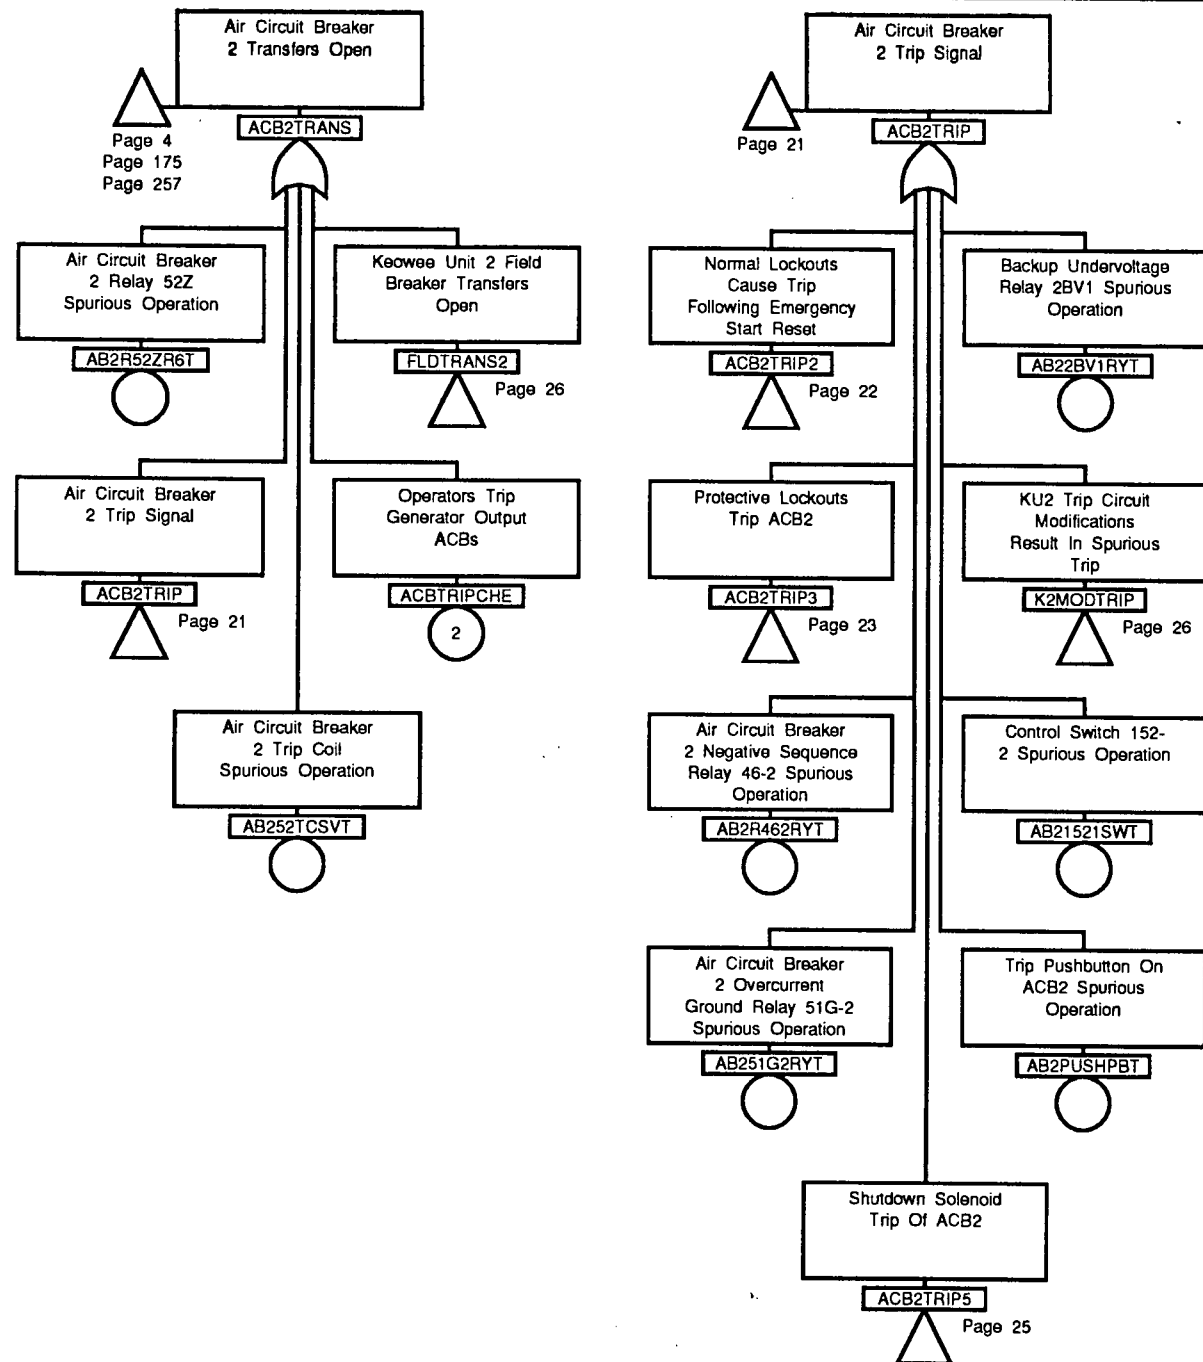 Air Circuit Breaker
2 Transfers Open
ACB2TRANS
Page 4
Page 175
Page 257
Air Circuit Breaker
2 Relay 52Z
Spurious Operation
AB2R52ZR6T
Keowee Unit 2 Field
Breaker Transfers
Open
FLDTRANS2
Page 26
Air Circuit Breaker
2 Trip Signal
ACB2TRIP
Page 21
Operators Trip
Generator Output
ACBs
ACBTRIPCHE
2
Air Circuit Breaker
2 Trip Coil
Spurious Operation
AB252TCSVT
Air Circuit Breaker
2 Trip Signal
ACB2TRIP
Page 21
Normal Lockouts
Cause Trip
Following Emergency
Start Reset
ACB2TRIP2
Page 22
Backup Undervoltage
Relay 2BV1 Spurious
Operation
AB22BV1RYT
Protective Lockouts
Trip ACB2
ACB2TRIP3
Page 23
KU2 Trip Circuit
Modifications
Result In Spurious
Trip
K2MODTRIP
Page 26
Air Circuit Breaker
2 Negative Sequence
Relay 46-2 Spurious
Operation
AB2R462RYT
Control Switch 152-
2 Spurious Operation
AB21521SWT
Air Circuit Breaker
2 Overcurrent
Ground Relay 51G-2
Spurious Operation
AB251G2RYT
Trip Pushbutton On
ACB2 Spurious
Operation
AB2PUSHPBT
Shutdown Solenoid
Trip Of ACB2
ACB2TRIP5
Page 25